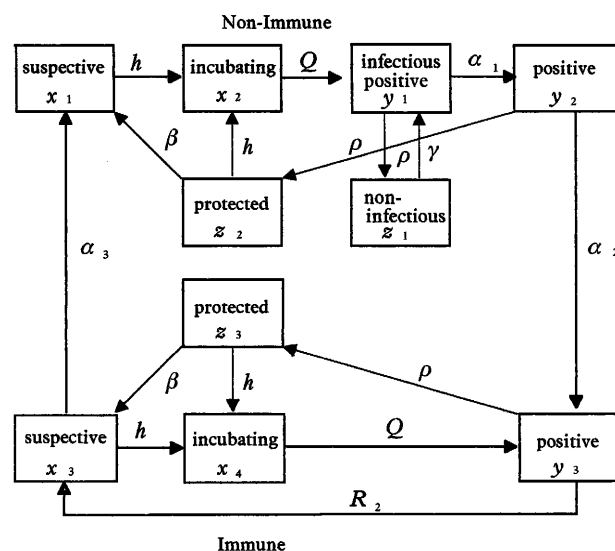 Non-Immune
suspective
x 1
h
incubating
x 2
Q
infectious
positive
y 1
α 1
positive
y 2
β
h
ρ
ρ
γ
protected
z 2
non-
infectious
z 1
α 3
α 2
protected
z 3
β
h
ρ
suspective
x 3
h
incubating
x 4
Q
positive
y 3
R 2
Immune